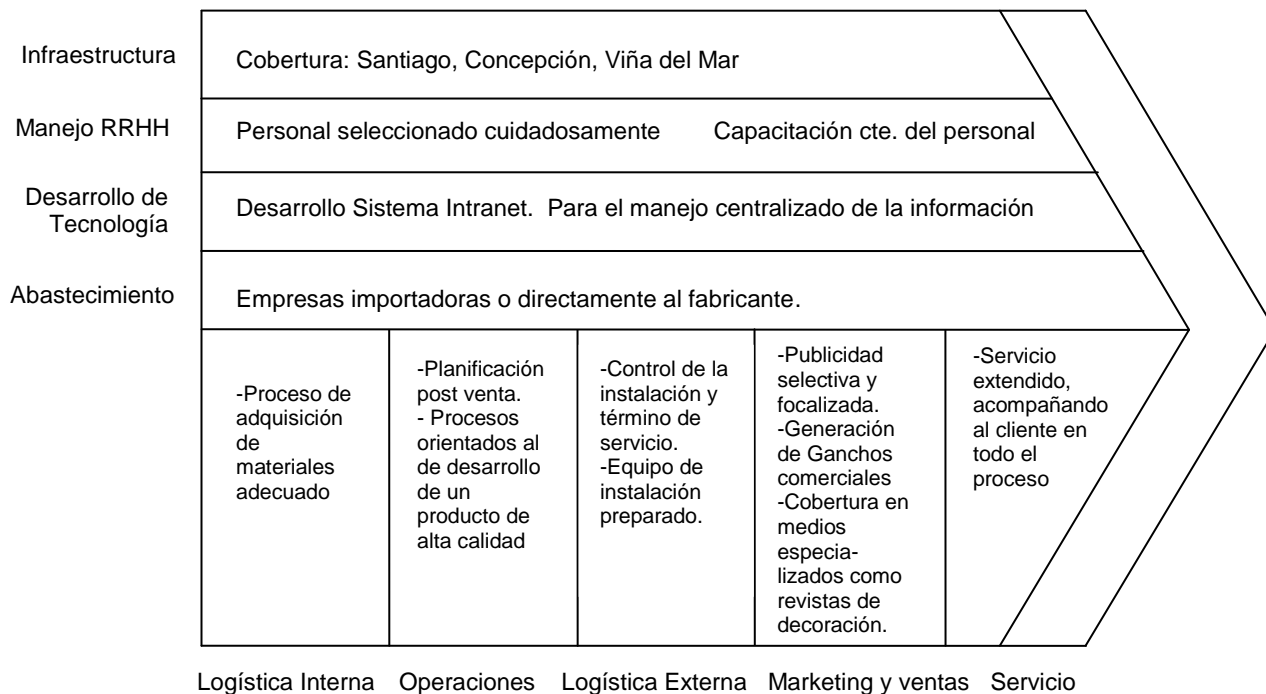 Infraestructura
Cobertura: Santiago, Concepción, Viña del Mar
Manejo RRHH
Personal seleccionado cuidadosamente Capacitación cte. del personal
Desarrollo de
Tecnología
Desarrollo Sistema Intranet. Para el manejo centralizado de la información
Abastecimiento
Empresas importadoras o directamente al fabricante.
-Proceso de
adquisición
de
materiales
adecuado
-Planificación
post venta.
- Procesos
orientados al
de desarrollo
de un
producto de
alta calidad
-Control de la
instalación y
término de
servicio.
-Equipo de
instalación
preparado.
-Publicidad
selectiva y
focalizada.
-Generación
de Ganchos
comerciales
-Cobertura en
medios
especia-
lizados como
revistas de
decoración.
-Servicio
extendido,
acompañando
al cliente en
todo el
proceso
Logística Interna Operaciones Logística Externa Marketing y ventas Servicio